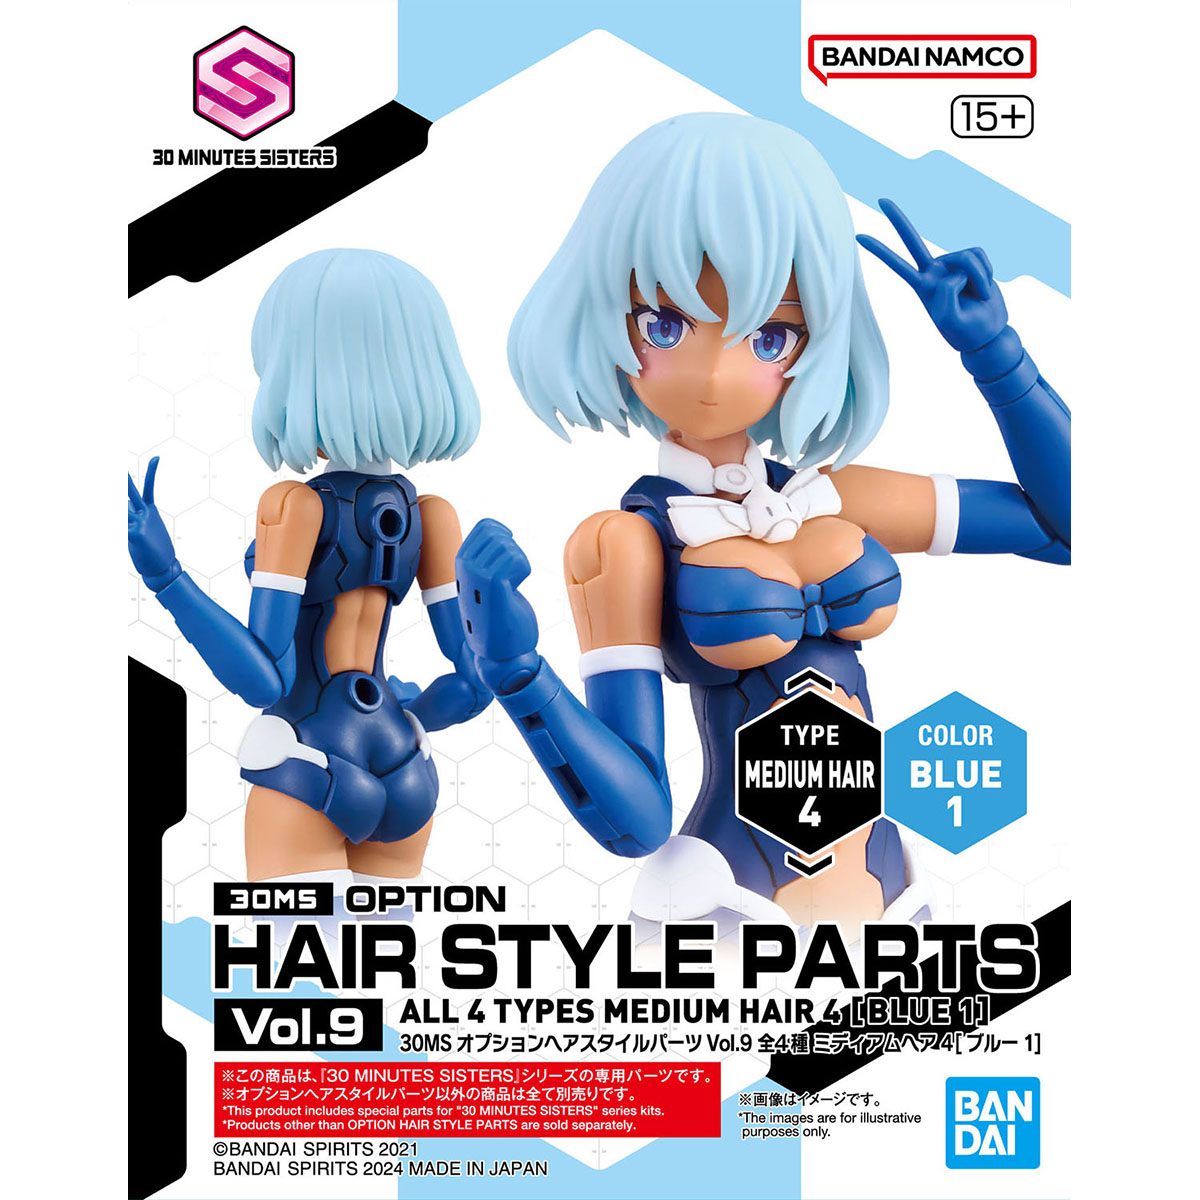 30 MINUTES SISTERS
BANDAI NAMCO
15+
TYPE
MEDIUM HAIR
4
COLOR
BLUE
1
30MS OPTION
HAIR STYLE PARTS
Vol.9
ALL 4 TYPES MEDIUM HAIR 4 [BLUE 1]
30MS オプションヘアスタイルパーツ Vol.9 全4種 ミディアムヘア 4[ブルー 1]
※この商品は、『30 MINUTES SISTERS』シリーズの専用パーツです。
※オプションヘアスタイルパーツ以外の商品は全て別売りです。
*This product includes special parts for "30 MINUTES SISTERS" series kits.
*Products other than OPTION HAIR STYLE PARTS are sold separately.
※画像はイメージです。
*The images are for illustrative
purposes only.
BAN
DAI
©BANDAI SPIRITS 2021
BANDAI SPIRITS 2024 MADE IN JAPAN